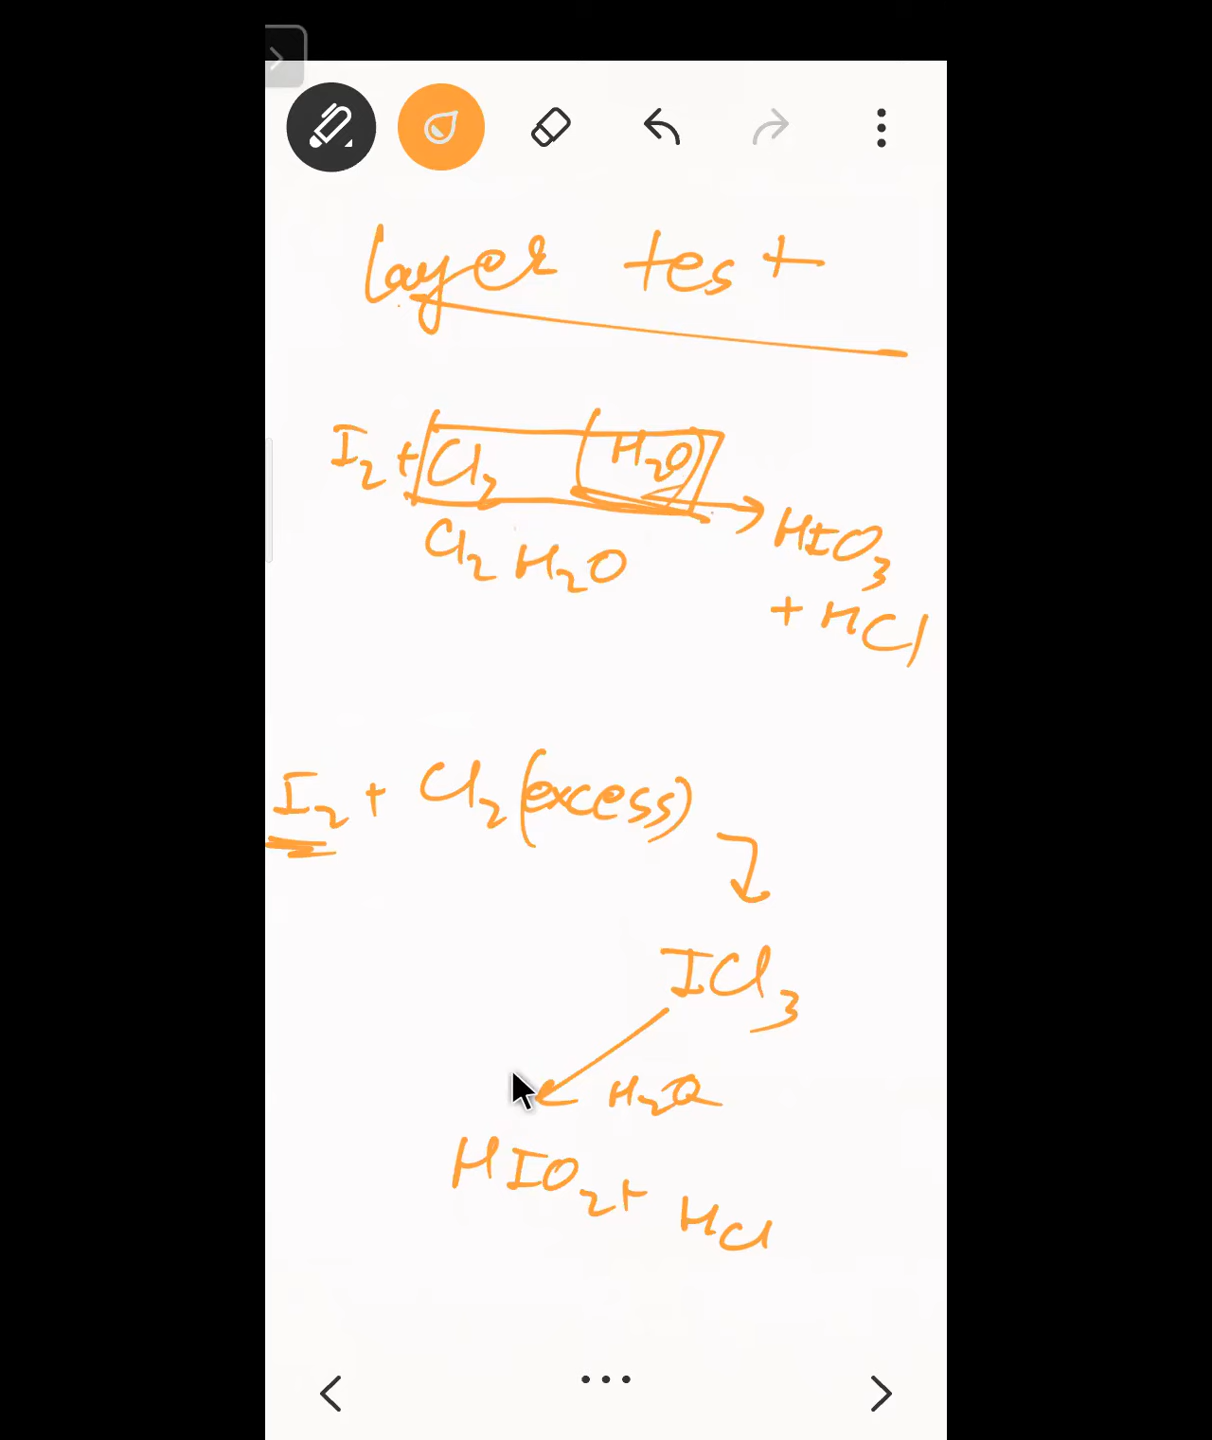 layer test
I2 + Cl2 (H2O)
Cl2 H2O
HIO3
+ HCl
I2 + Cl2 (excess)
ICl3
H2O
HIO2 + HCl